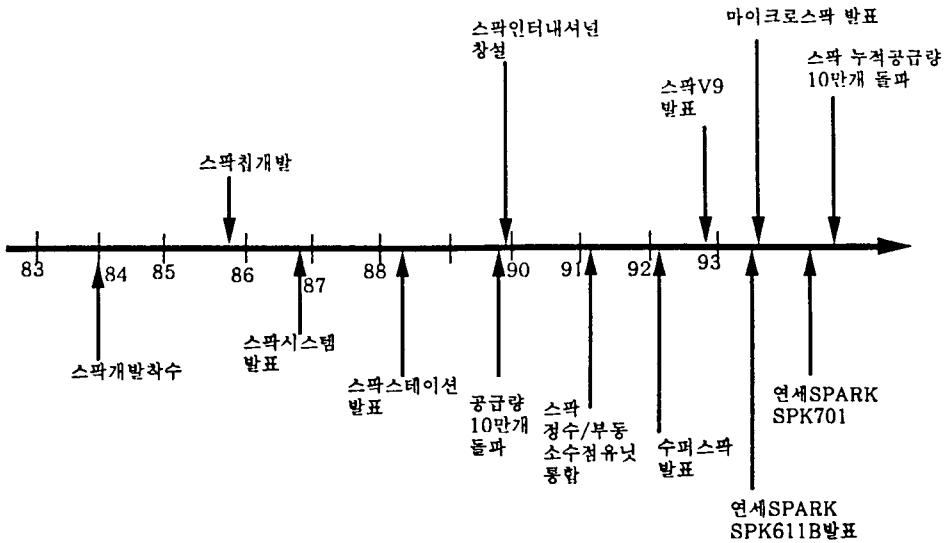 마이크로스팍 발표
스팍인터내셔널
창설
스팍 누적공급량
10만개 돌파
스팍V9
발표
스팍칩개발
83
84
85
86
87
88
90
91
92
93
스팍개발착수
스팍시스템
발표
스팍스테이션
발표
공급량
10만개
돌파
스팍
정수/부동
소수점유닛
통합
수퍼스팍
발표
연세SPARK
SPK701
연세SPARK
SPK611B발표